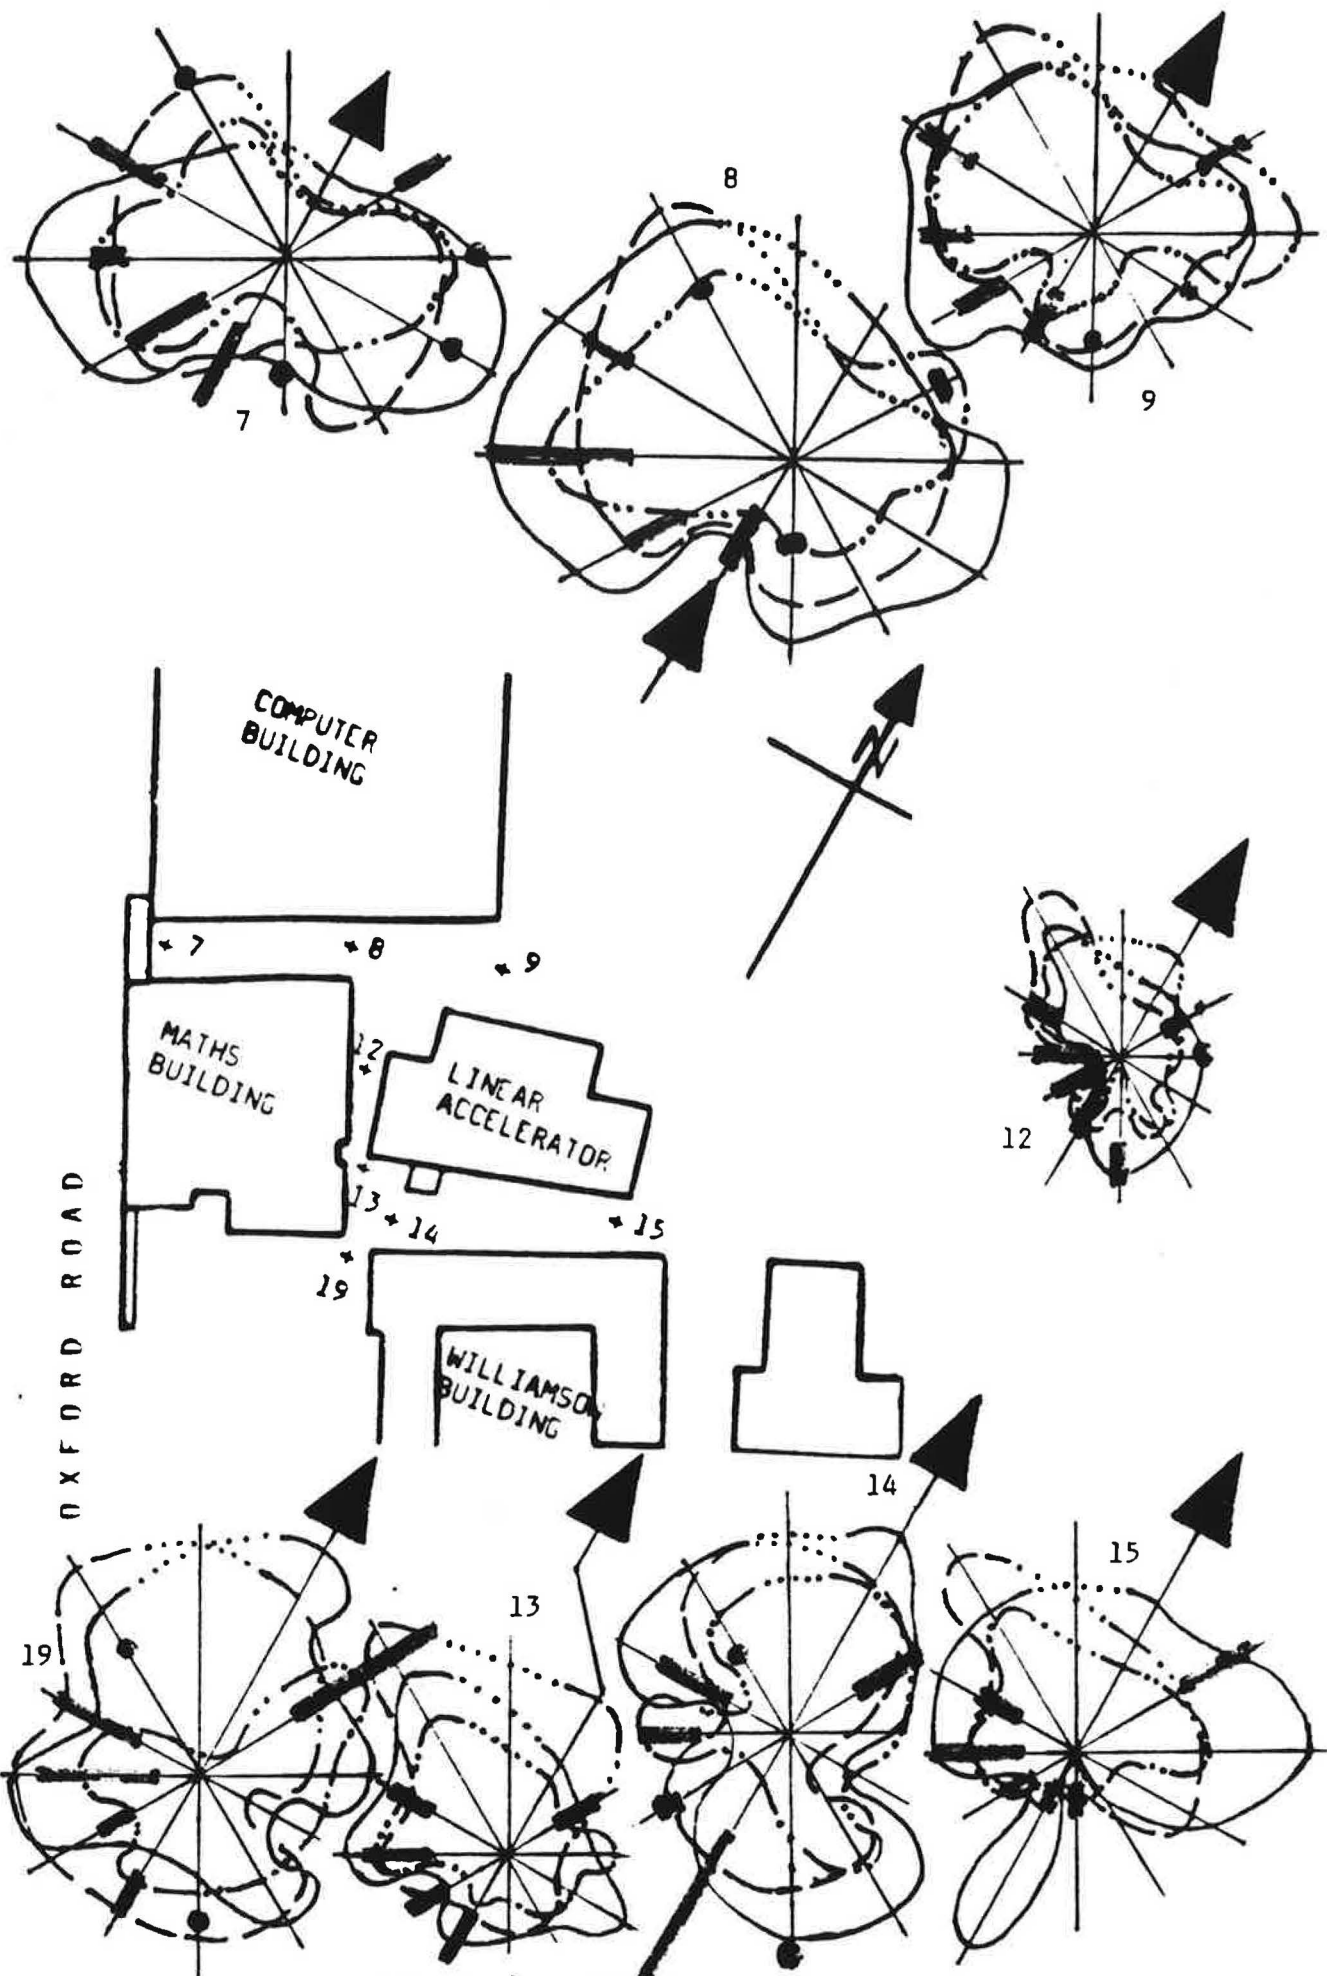 8
7
9
COMPUTER
BUILDING
N
7
8
9
MATHS
BUILDING
12
LINEAR
ACCELERATOR
12
13
14
15
19
OXFORD ROAD
WILLIAMSON
BUILDING
14
15
13
19